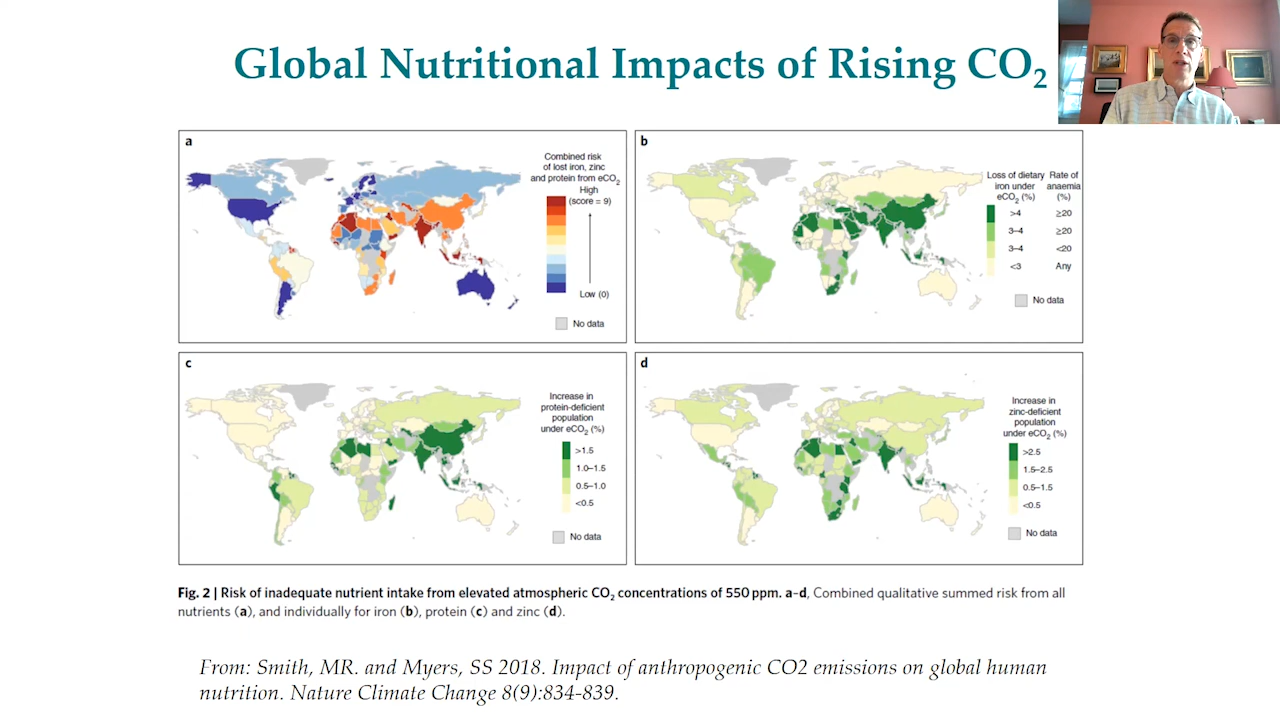 Global Nutritional Impacts of Rising CO₂
a
Combined risk
of lost iron, zinc
and protein from eCO₂
High
(score = 9)
Low (0)
No data
b
Loss of dietary Rate of
iron under anaemia
eCO₂ (%) (%)
>4 ≥20
3–4 ≥20
3–4 <20
<3 Any
No data
c
Increase in
protein-deficient
population
under eCO₂ (%)
>1.5
1.0–1.5
0.5–1.0
<0.5
No data
d
Increase in
zinc-deficient
population
under eCO₂ (%)
>2.5
1.5–2.5
0.5–1.5
<0.5
No data
Fig. 2 | Risk of inadequate nutrient intake from elevated atmospheric CO₂ concentrations of 550 ppm. a–d, Combined qualitative summed risk from all
nutrients (a), and individually for iron (b), protein (c) and zinc (d).
From: Smith, MR. and Myers, SS 2018. Impact of anthropogenic CO2 emissions on global human
nutrition. Nature Climate Change 8(9):834-839.